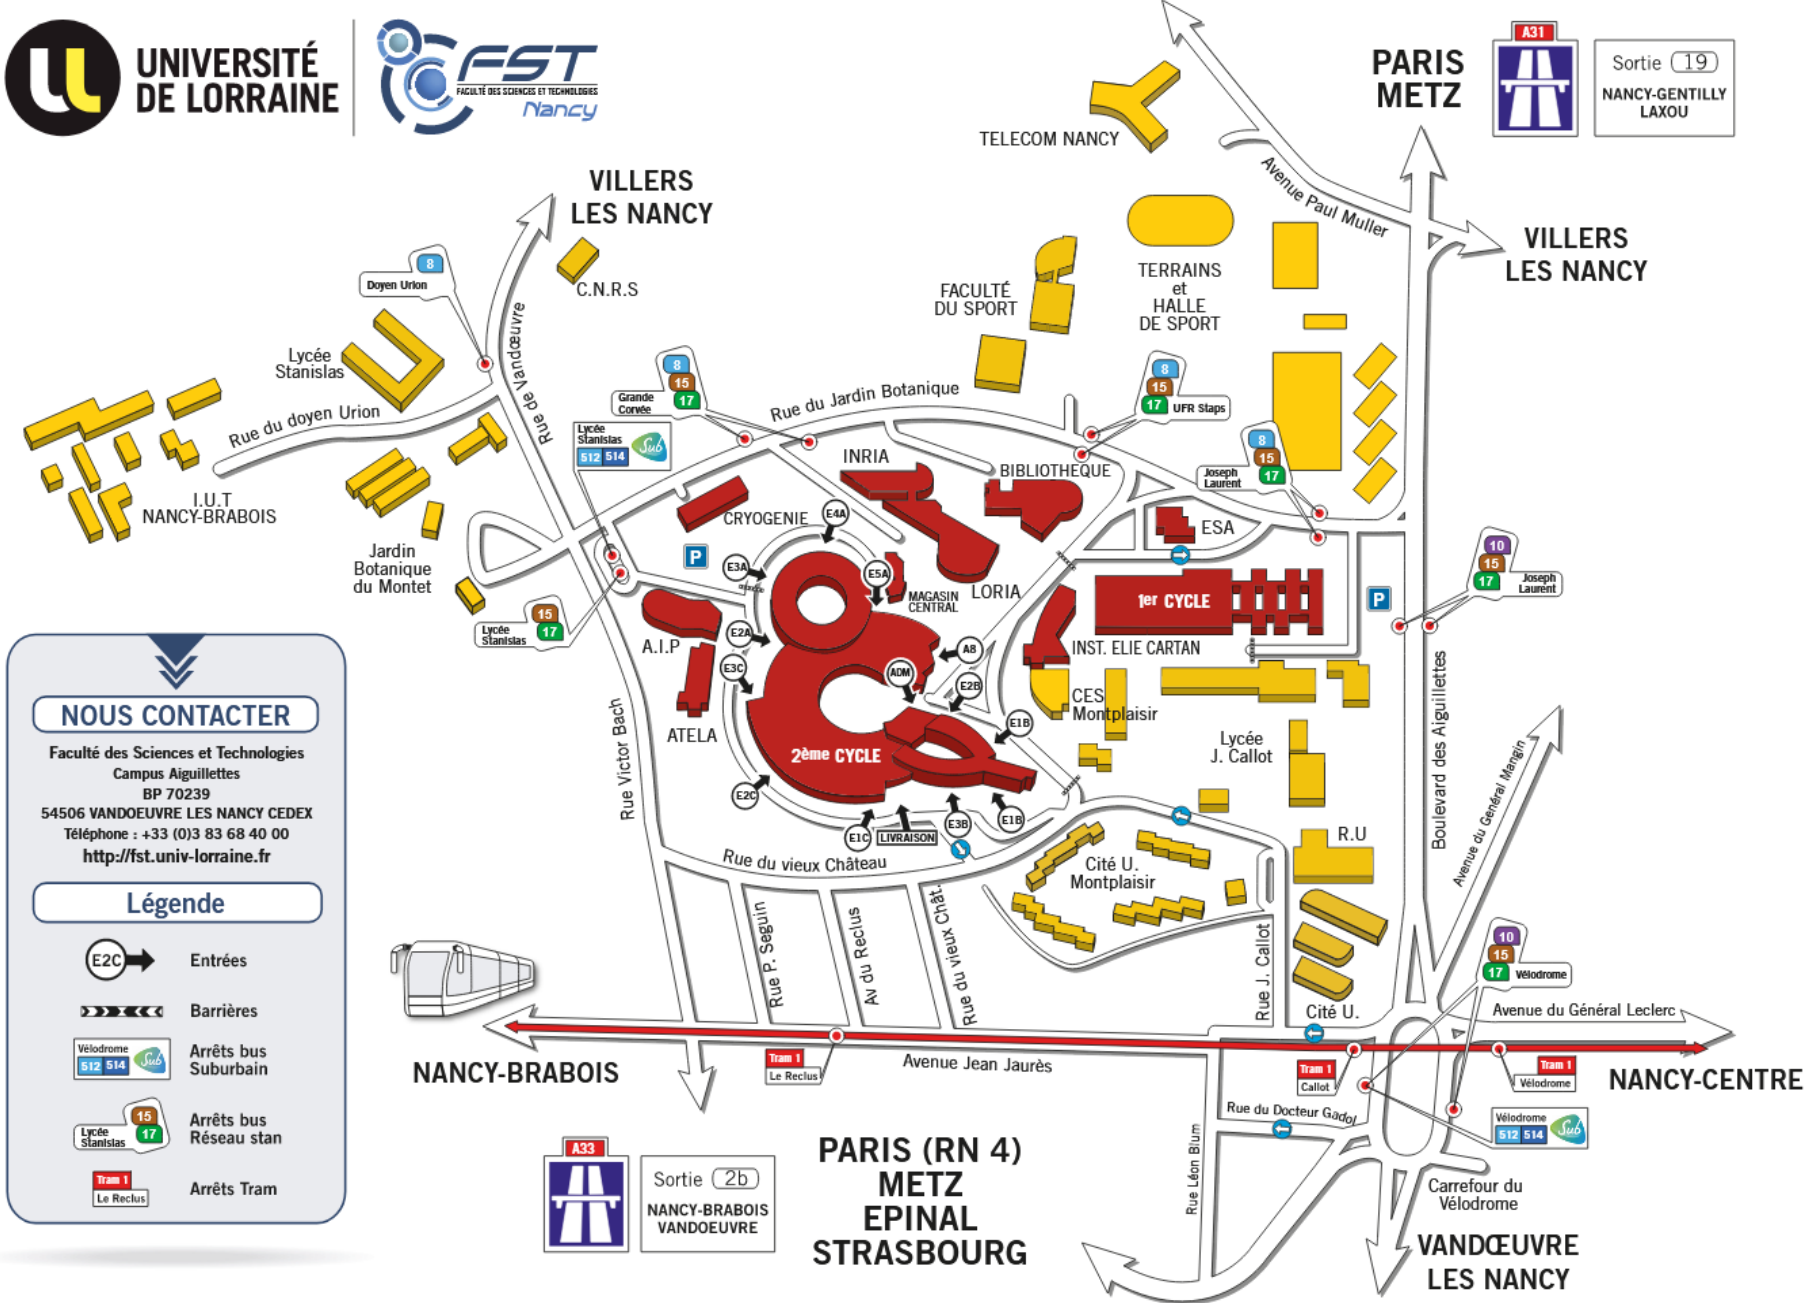 UNIVERSITÉ
DE LORRAINE
FST
FACULTÉ DES SCIENCES ET TECHNOLOGIES
Nancy
PARIS
METZ
A31
Sortie 19
NANCY-GENTILLY
LAXOU
TELECOM NANCY
Avenue Paul Muller
VILLERS
LES NANCY
VILLERS
LES NANCY
C.N.R.S
8
Doyen Urion
Lycée
Stanislas
Rue du doyen Urion
Rue de Vandœuvre
I.U.T
NANCY-BRABOIS
Jardin
Botanique
du Montet
FACULTÉ
DU SPORT
TERRAINS
et
HALLE
DE SPORT
8
15
17
Grande
Corvée
Rue du Jardin Botanique
8
15
17 UFR Staps
Lycée
Stanislas
512 514 Sub
8
15
17
Joseph
Laurent
INRIA
BIBLIOTHEQUE
CRYOGENIE
E4A
ESA
P
E3A
E5A
MAGASIN
CENTRAL
LORIA
1er CYCLE
P
10
15
17
Joseph
Laurent
15
17
Lycée
Stanislas
A.I.P
E2A
E3C
A8
ADM
E2B
E1B
INST. ELIE CARTAN
CES
Montplaisir
ATELA
2ème CYCLE
Lycée
J. Callot
Rue Victor Bach
Boulevard des Aiguillettes
Avenue du Général Mangin
E2C
E1C
LIVRAISON
E3B
E1B
R.U
Rue du vieux Château
Cité U.
Montplaisir
Rue P. Seguin
Av du Reclus
Rue du vieux Chât.
Rue J. Callot
Cité U.
10
15
17 Vélodrome
Avenue du Général Leclerc
NANCY-BRABOIS
Tram 1
Le Reclus
Avenue Jean Jaurès
Tram 1
Callot
Tram 1
Vélodrome
NANCY-CENTRE
Rue du Docteur Gadol
Vélodrome
512 514 Sub
Rue Léon Blum
Carrefour du
Vélodrome
VANDŒUVRE
LES NANCY
A33
Sortie 2b
NANCY-BRABOIS
VANDOEUVRE
PARIS (RN 4)
METZ
EPINAL
STRASBOURG
NOUS CONTACTER
Faculté des Sciences et Technologies
Campus Aiguillettes
BP 70239
54506 VANDOEUVRE LES NANCY CEDEX
Téléphone : +33 (0)3 83 68 40 00
http://fst.univ-lorraine.fr
Légende
E2C Entrées
Barrières
Vélodrome
512 514 Sub
Arrêts bus
Suburbain
15
17
Lycée
Stanislas
Arrêts bus
Réseau stan
Tram 1
Le Reclus
Arrêts Tram